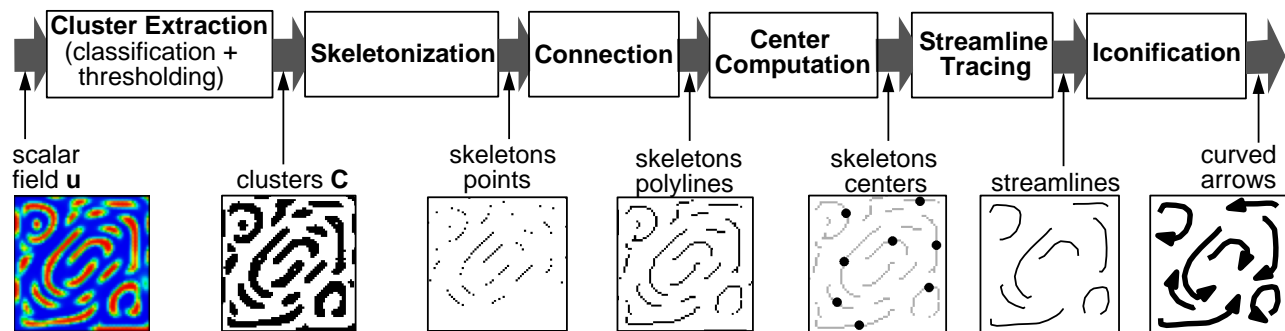 Cluster Extraction
(classification +
thresholding)
Skeletonization
Connection
Center
Computation
Streamline
Tracing
Iconification
scalar
field u
clusters C
skeletons
points
skeletons
polylines
skeletons
centers
streamlines
curved
arrows